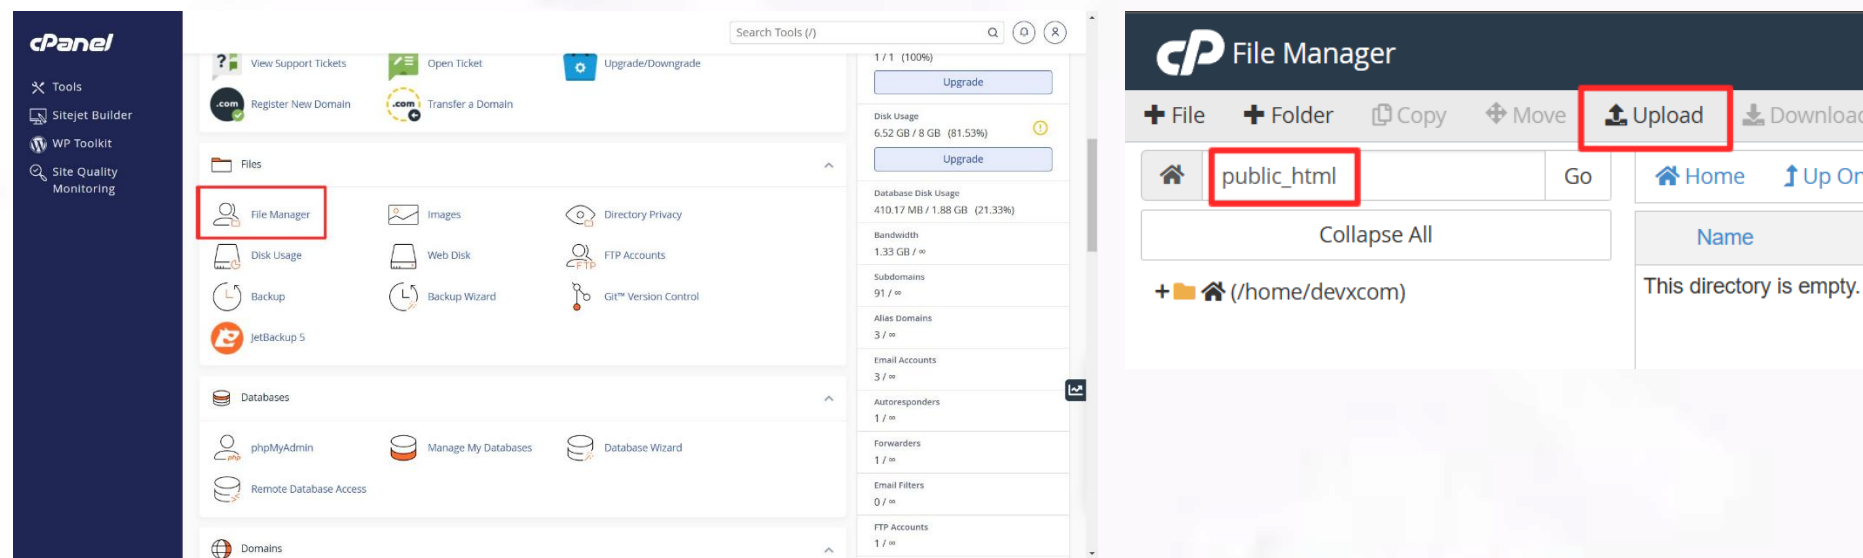 cPanel
Tools
Sitejet Builder
WP Toolkit
Site Quality
Monitoring
Search Tools (/)
View Support Tickets
Open Ticket
Upgrade/Downgrade
.com
Register New Domain
.com
Transfer a Domain
Files
File Manager
Images
Directory Privacy
Disk Usage
Web Disk
FTP
FTP Accounts
Backup
Backup Wizard
Git™ Version Control
JetBackup 5
Databases
php
phpMyAdmin
Manage My Databases
Database Wizard
Remote Database Access
Domains
1 / 1 (100%)
Upgrade
Disk Usage
6.52 GB / 8 GB (81.53%)
Upgrade
Database Disk Usage
410.17 MB / 1.88 GB (21.33%)
Bandwidth
1.33 GB / ∞
Subdomains
91 / ∞
Alias Domains
3 / ∞
Email Accounts
3 / ∞
Autoresponders
1 / ∞
Forwarders
1 / ∞
Email Filters
0 / ∞
FTP Accounts
1 / ∞
cP File Manager
+ File
+ Folder
Copy
Move
Upload
Download
public_html
Go
Home
Up On
Collapse All
Name
+ (/home/devxcom)
This directory is empty.